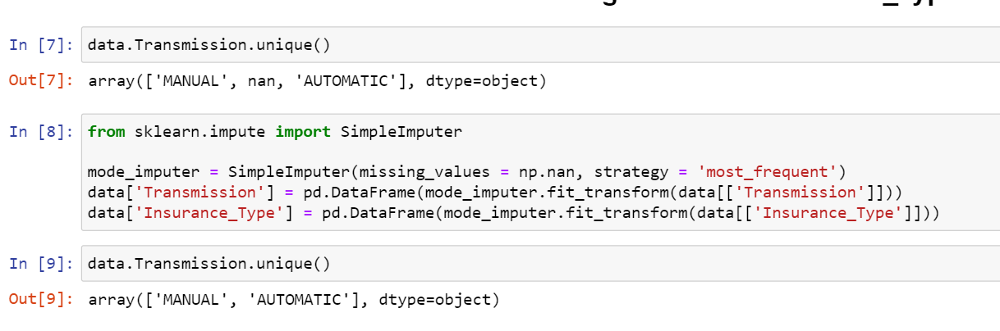 In [7]: data.Transmission.unique()
Out[7]: array(['MANUAL', nan, 'AUTOMATIC'], dtype=object)
In [8]: from sklearn.impute import SimpleImputer
mode_imputer = SimpleImputer(missing_values = np.nan, strategy = 'most_frequent')
data['Transmission'] = pd.DataFrame(mode_imputer.fit_transform(data[['Transmission']]))
data['Insurance_Type'] = pd.DataFrame(mode_imputer.fit_transform(data[['Insurance_Type']]))
In [9]: data.Transmission.unique()
Out[9]: array(['MANUAL', 'AUTOMATIC'], dtype=object)